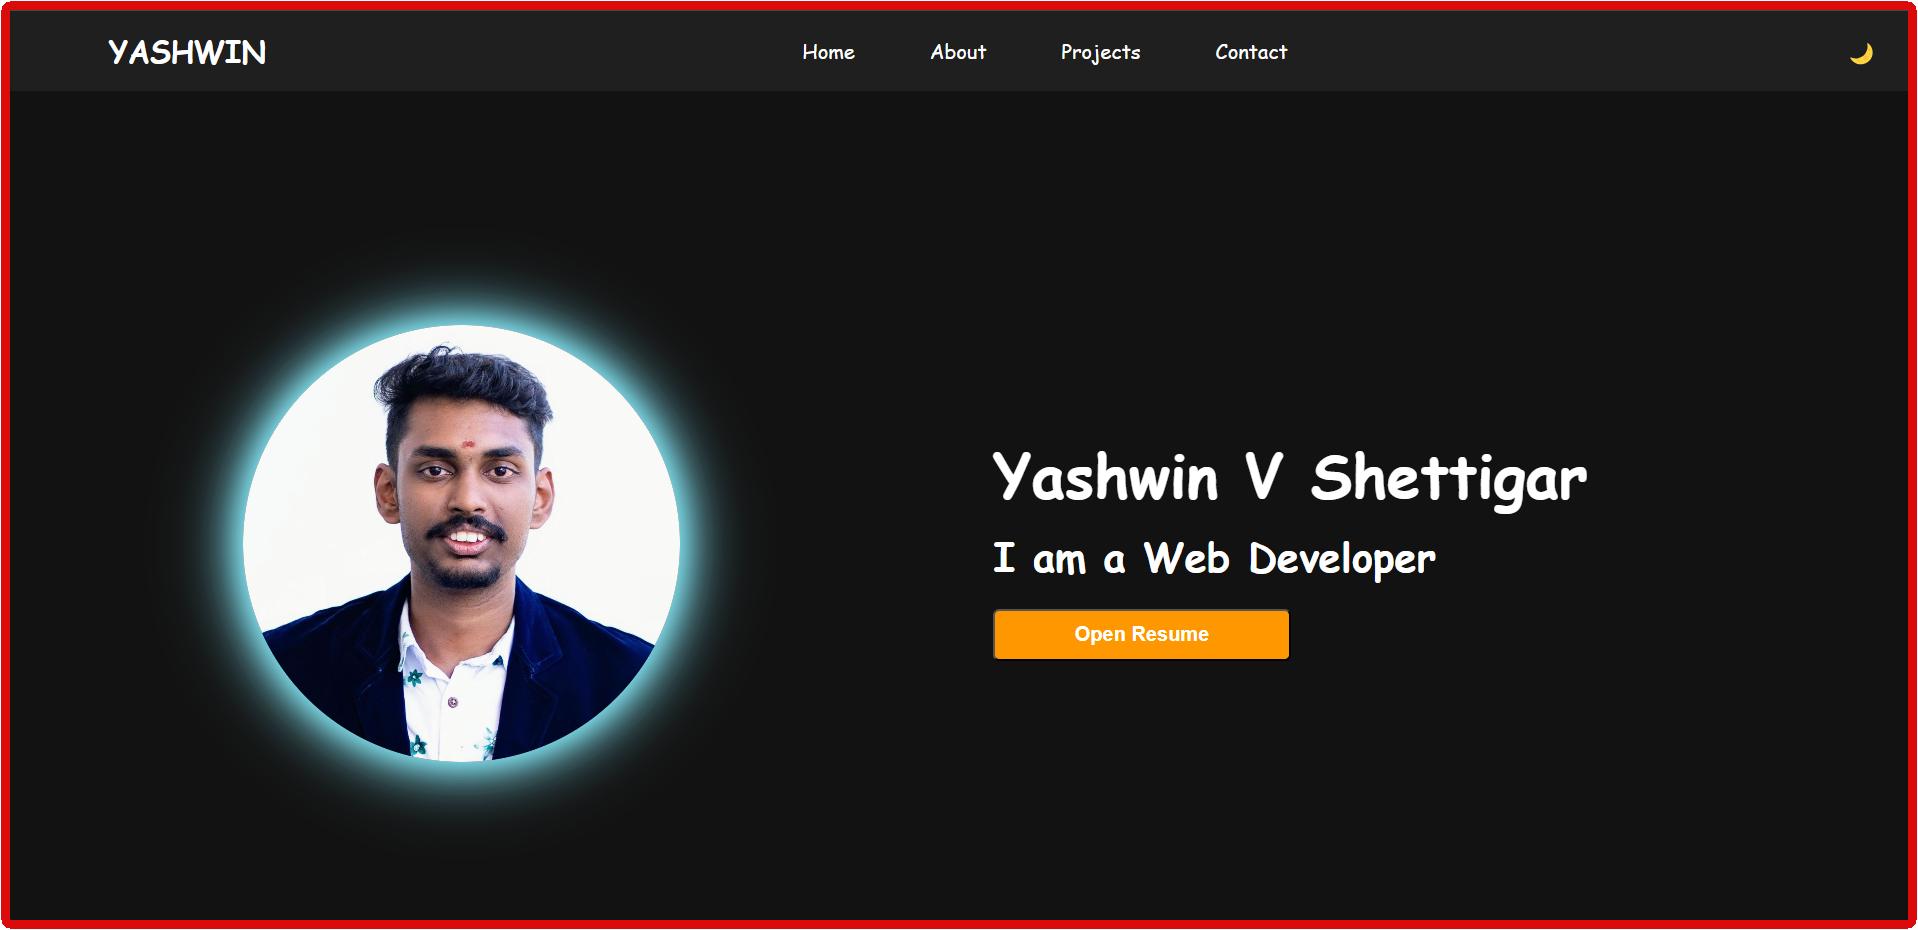 YASHWIN
Home About Projects Contact
Yashwin V Shettigar
I am a Web Developer
Open Resume